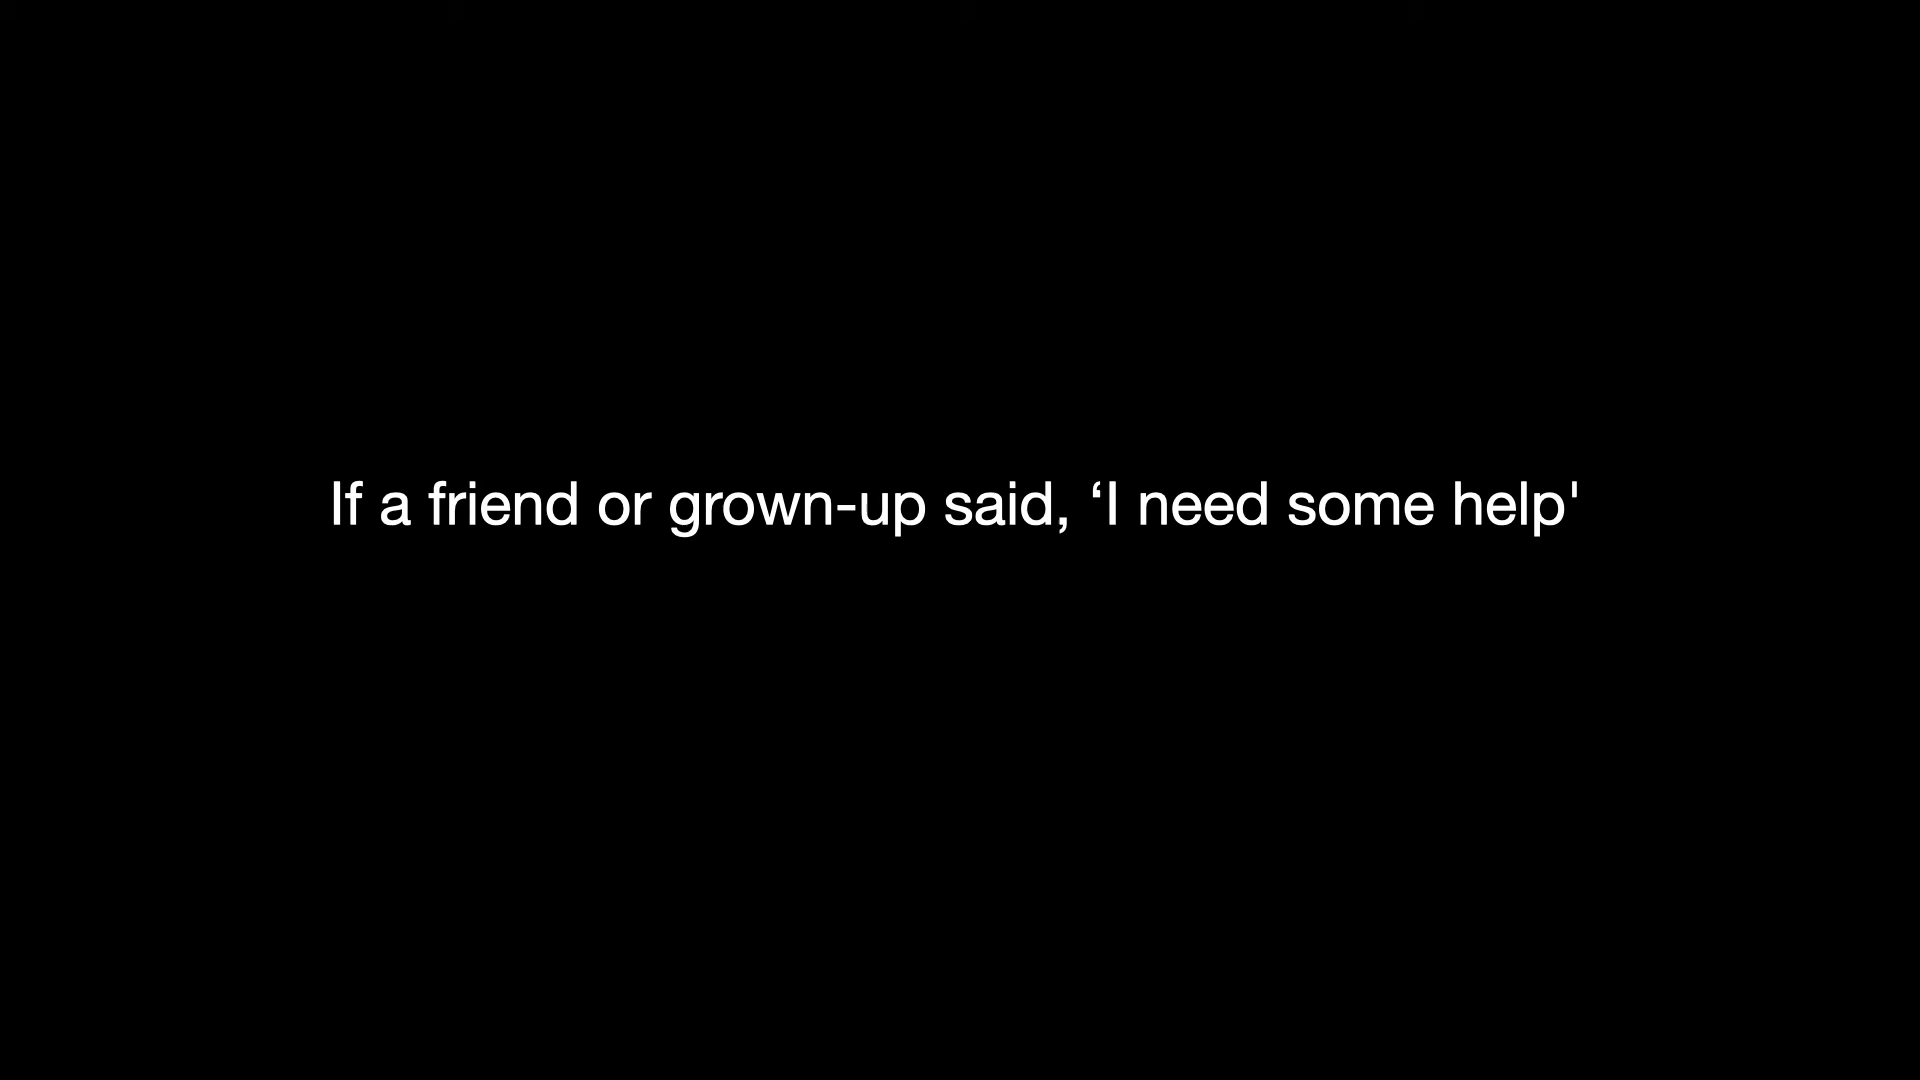 If a friend or grown-up said, ‘I need some help'